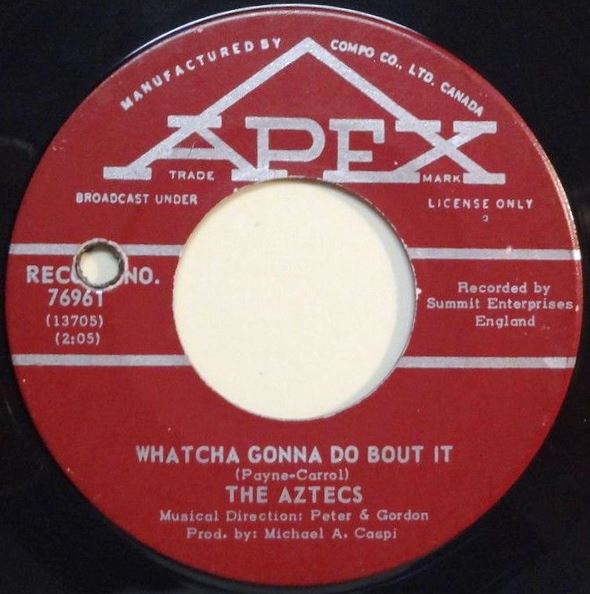 MANUFACTURED BY COMPO CO., LTD. CANADA
APEX
TRADE MARK
BROADCAST UNDER LICENSE ONLY
NO.
76961
(13705)
(2:05)
Recorded by
Summit Enterprises,
England
WHATCHA GONNA DO BOUT IT
(Payne-Carrol)
THE AZTECS
Musical Direction: Peter & Gordon
Prod. by: Michael A. Caspi